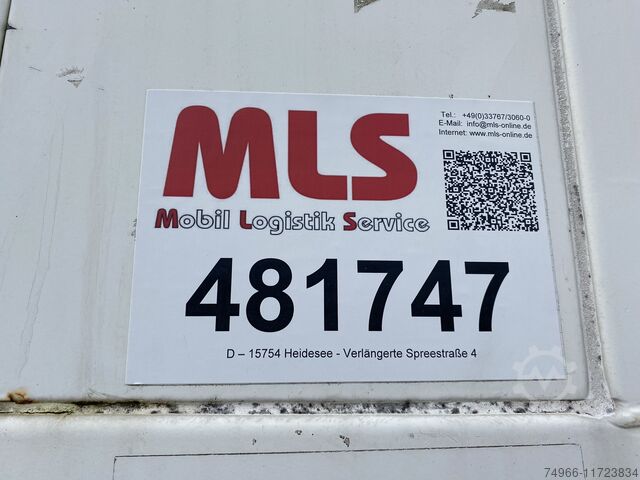 MLS
Mobil Logistik Service
Tel.: +49(0)33767/3060-0
E-Mail: info@mls-online.de
Internet: www.mls-online.de
481747
D – 15754 Heidesee - Verlängerte Spreestraße 4
74966-11723834